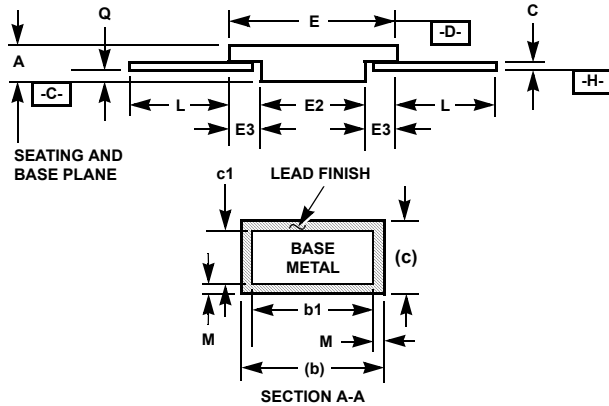 E
-D-
C
Q
A
-C-
-H-
L
E2
L
E3
E3
SEATING AND
BASE PLANE
c1
LEAD FINISH
BASE
METAL
(c)
b1
M
M
(b)
SECTION A-A